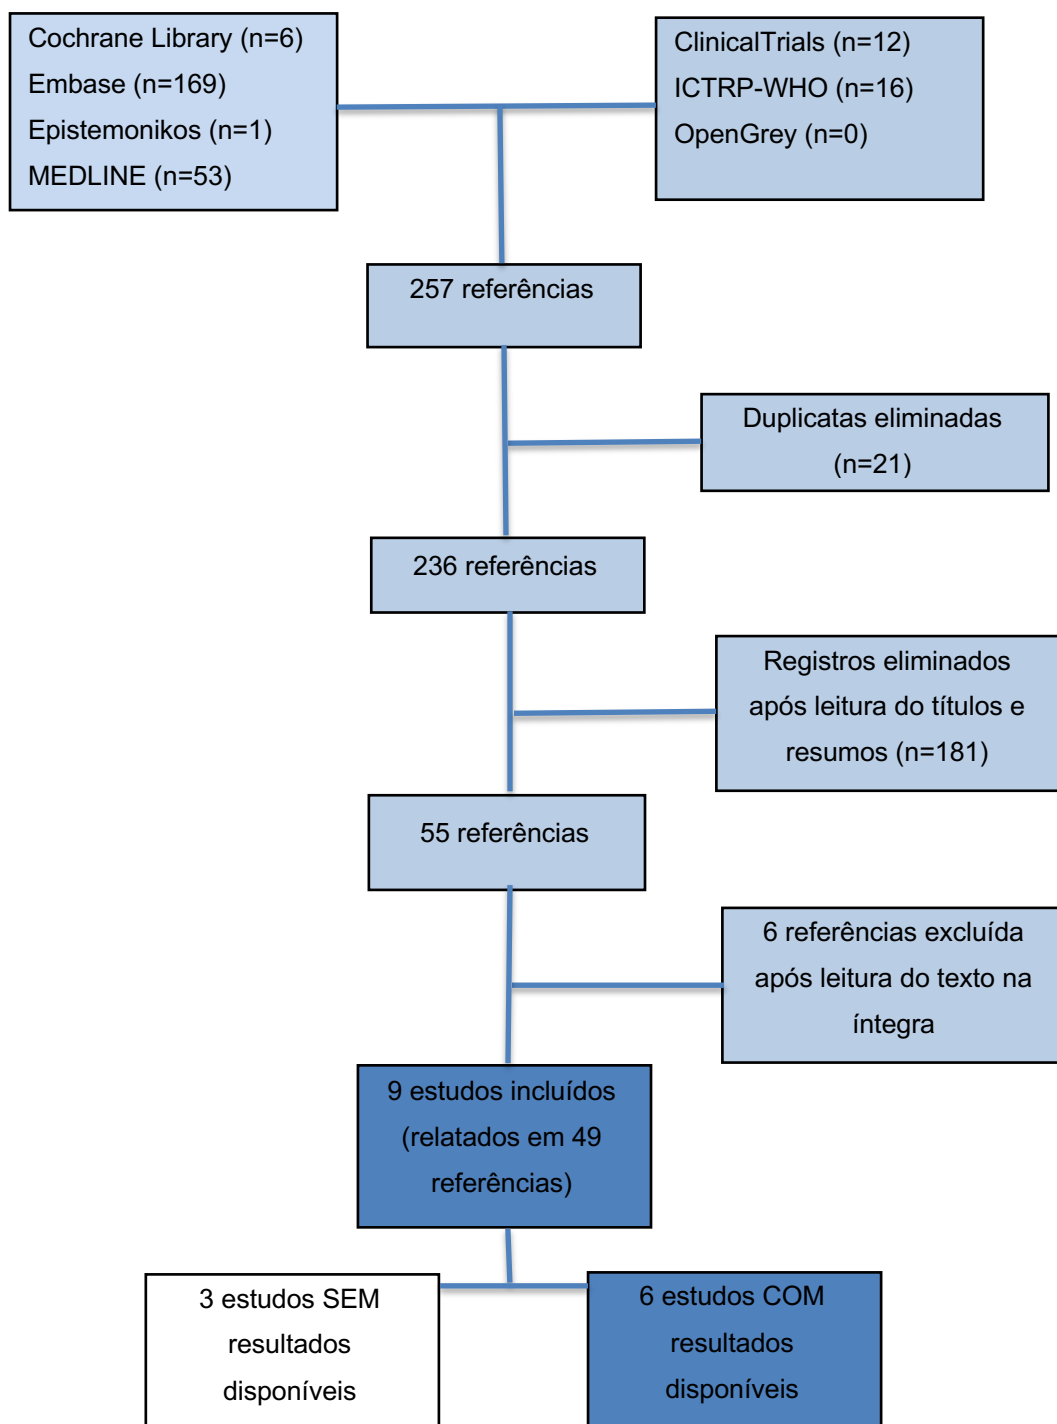 Cochrane Library (n=6)
Embase (n=169)
Epistemonikos (n=1)
MEDLINE (n=53)
ClinicalTrials (n=12)
ICTRP-WHO (n=16)
OpenGrey (n=0)
257 referências
Duplicatas eliminadas
(n=21)
236 referências
Registros eliminados
após leitura do títulos e
resumos (n=181)
55 referências
6 referências excluída
após leitura do texto na
íntegra
9 estudos incluídos
(relatados em 49
referências)
3 estudos SEM
resultados
disponíveis
6 estudos COM
resultados
disponíveis